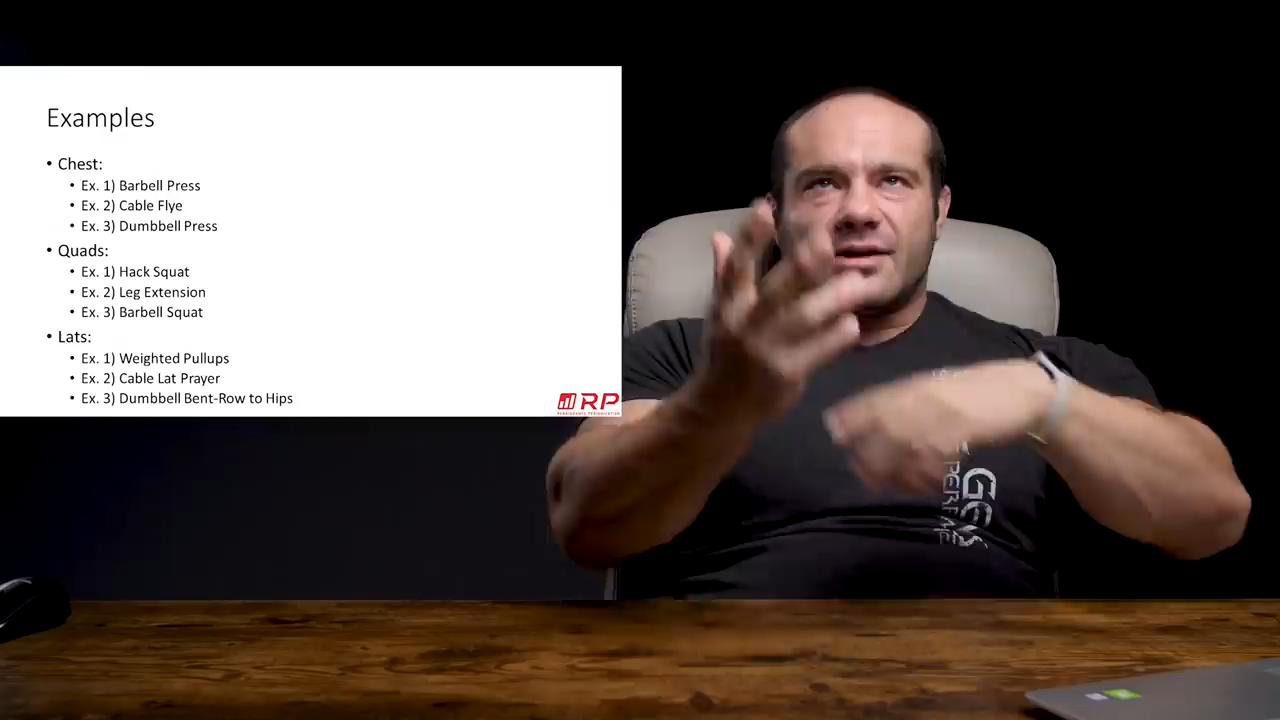 Examples
• Chest:
• Ex. 1) Barbell Press
• Ex. 2) Cable Flye
• Ex. 3) Dumbbell Press
• Quads:
• Ex. 1) Hack Squat
• Ex. 2) Leg Extension
• Ex. 3) Barbell Squat
• Lats:
• Ex. 1) Weighted Pullups
• Ex. 2) Cable Lat Prayer
• Ex. 3) Dumbbell Bent-Row to Hips
RP
RENAISSANCE PERIODIZATION